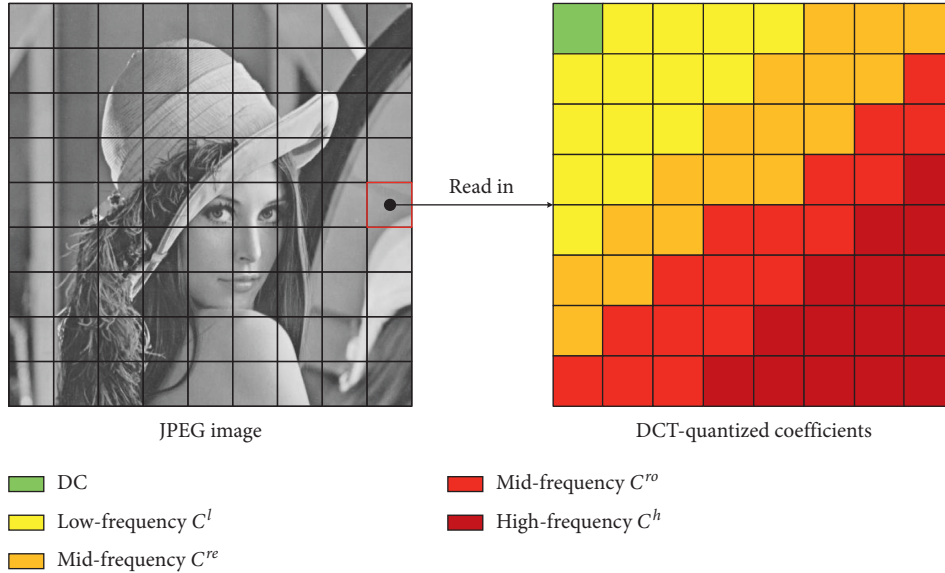 Read in
JPEG image
DCT-quantized coefficients
DC
Low-frequency C^l
Mid-frequency C^re
Mid-frequency C^ro
High-frequency C^h